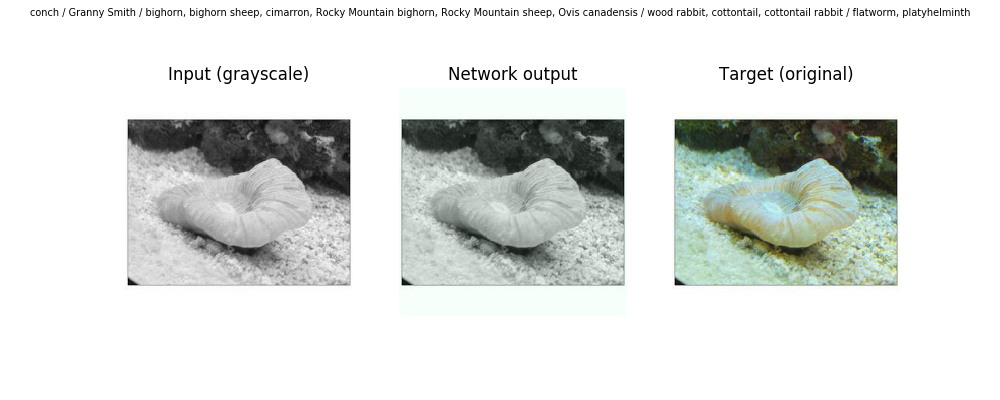 conch / Granny Smith / bighorn, bighorn sheep, cimarron, Rocky Mountain bighorn, Rocky Mountain sheep, Ovis canadensis / wood rabbit, cottontail, cottontail rabbit / flatworm, platyhelminth
Input (grayscale) Network output Target (original)